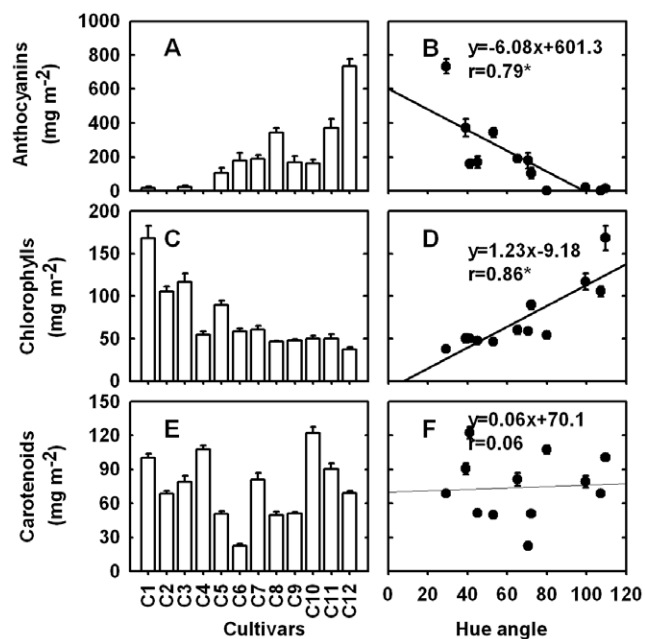 A
B
y=-6.08x+601.3
r=0.79*
Anthocyanins
(mg m-2)
1000
800
600
400
200
0
C
D
y=1.23x-9.18
r=0.86*
Chlorophylls
(mg m-2)
200
150
100
50
0
E
F
y=0.06x+70.1
r=0.06
Carotenoids
(mg m-2)
150
120
90
60
30
0
C1 C2 C3 C4 C5 C6 C7 C8 C9 C10 C11 C12
Cultivars
0 20 40 60 80 100 120
Hue angle